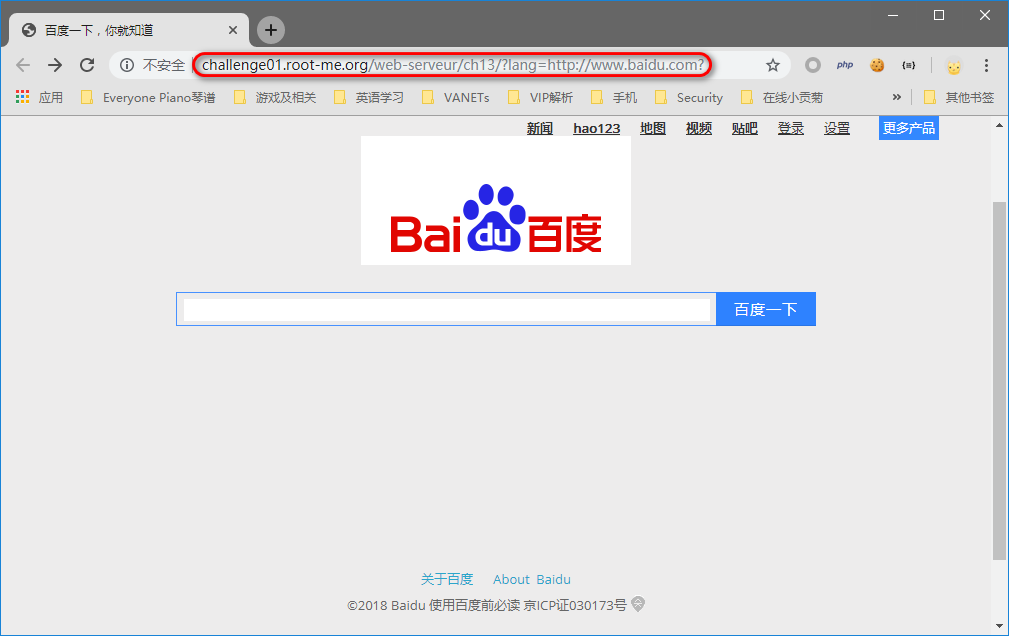 百度一下，你就知道
不安全 challenge01.root-me.org/web-serveur/ch13/?lang=http://www.baidu.com? php {≡}
应用 Everyone Piano琴谱 游戏及相关 英语学习 VANETs VIP解析 手机 Security 在线小贡菊 » 其他书签
新闻 hao123 地图 视频 贴吧 登录 设置 更多产品
Baidu百度
百度一下
关于百度 About Baidu
©2018 Baidu 使用百度前必读 京ICP证030173号